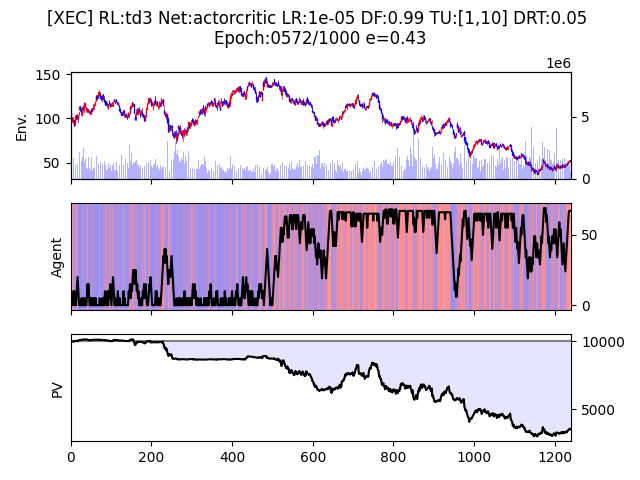 [XEC] RL:td3 Net:actorcritic LR:1e-05 DF:0.99 TU:[1,10] DRT:0.05
Epoch:0572/1000 e=0.43
1e6
150
100
50
Env.
5
0
Agent
50
0
PV
10000
5000
0 200 400 600 800 1000 1200